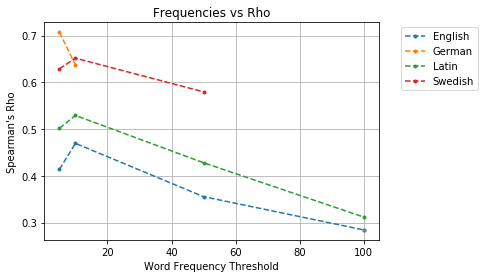 Frequencies vs Rho
English
German
Latin
Swedish
Spearman's Rho
0.7
0.6
0.5
0.4
0.3
20 40 60 80 100
Word Frequency Threshold